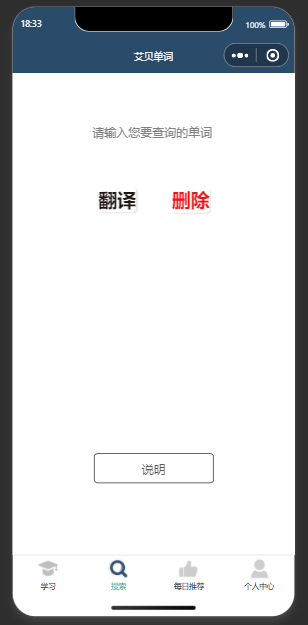 18:33
100%
艾贝单词
请输入您要查询的单词
翻译 删除
说明
学习 搜索 每日推荐 个人中心